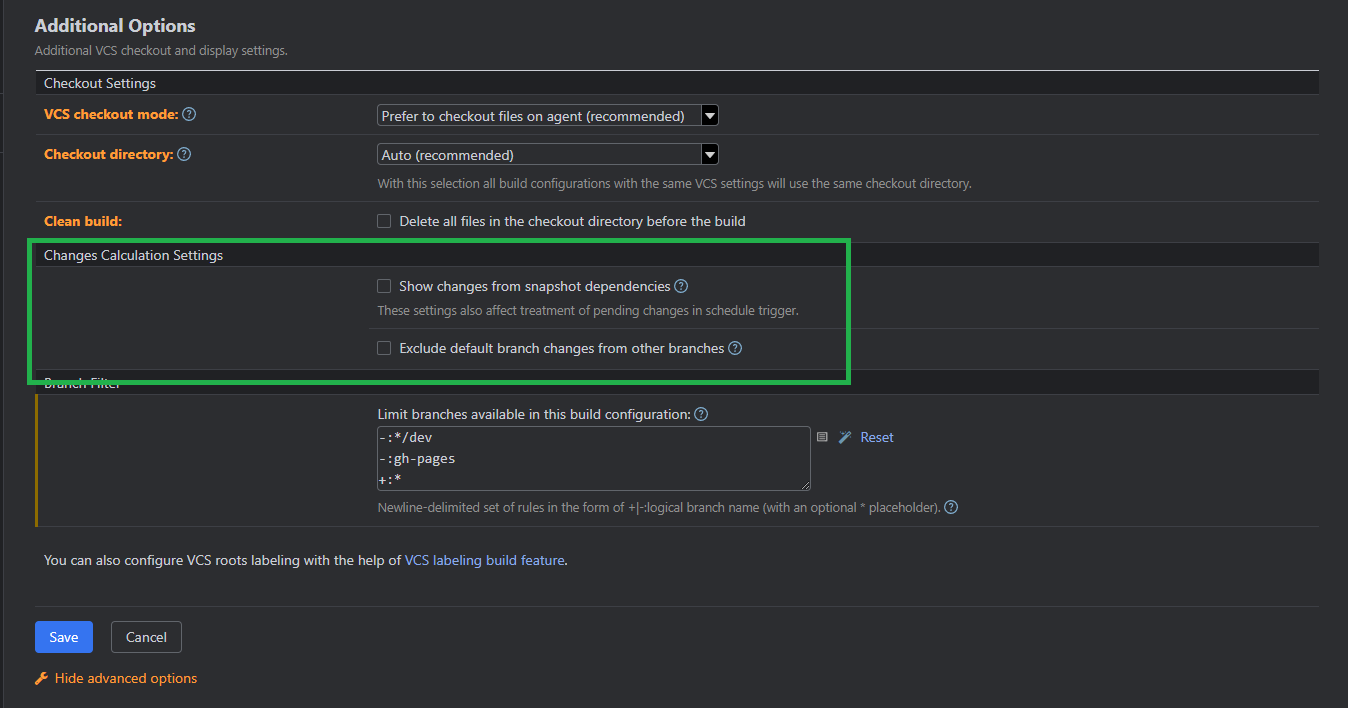 Additional Options
Additional VCS checkout and display settings.
Checkout Settings
VCS checkout mode: ?
Prefer to checkout files on agent (recommended)
Checkout directory: ?
Auto (recommended)
With this selection all build configurations with the same VCS settings will use the same checkout directory.
Clean build:
Delete all files in the checkout directory before the build
Changes Calculation Settings
Show changes from snapshot dependencies ?
These settings also affect treatment of pending changes in schedule trigger.
Exclude default branch changes from other branches ?
Branch Filter
Limit branches available in this build configuration: ?
-:*/dev
-:gh-pages
+:*
Reset
Newline-delimited set of rules in the form of +|-:logical branch name (with an optional * placeholder). ?
You can also configure VCS roots labeling with the help of VCS labeling build feature.
Save
Cancel
Hide advanced options